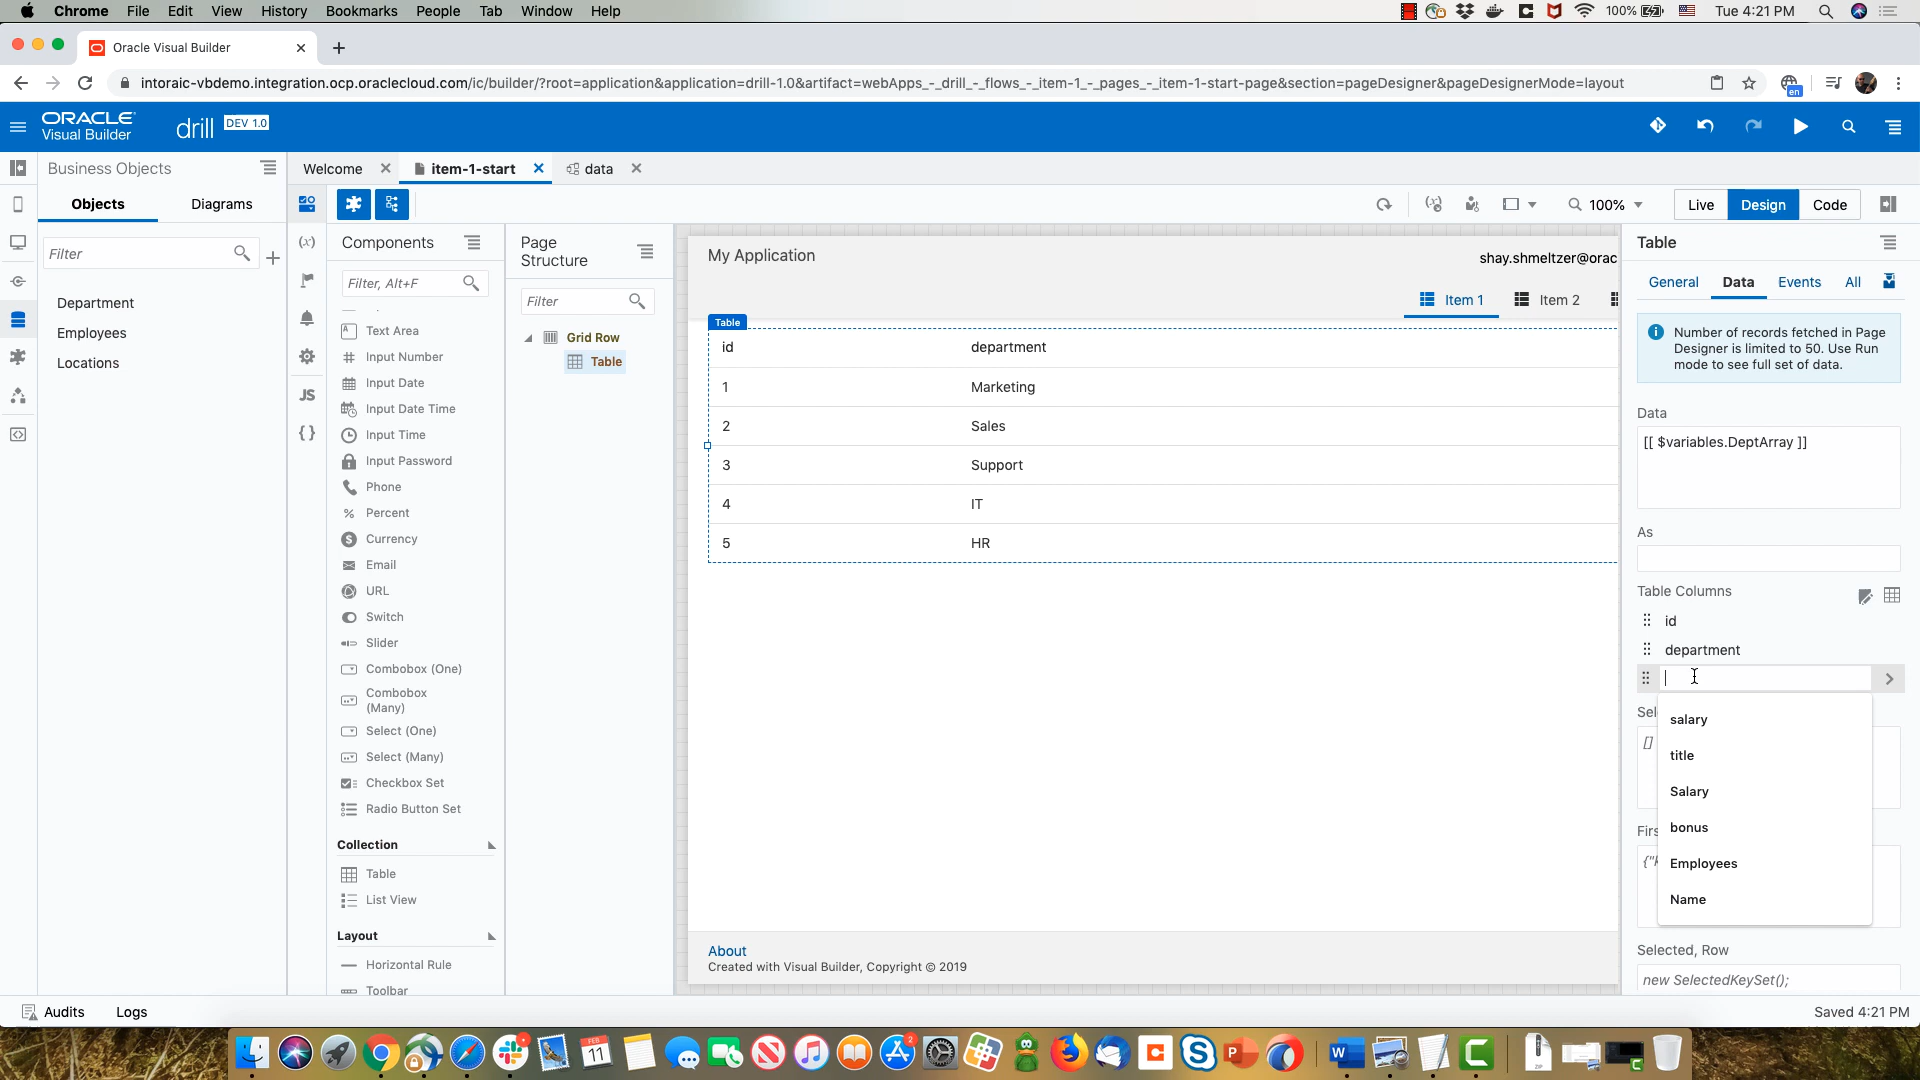 Chrome File Edit View History Bookmarks People Tab Window Help 100% Tue 4:21 PM
Oracle Visual Builder
intoraic-vbdemo.integration.ocp.oraclecloud.com/ic/builder/?root=application&application=drill-1.0&artifact=webApps_-_drill_-_flows_-_item-1_-_pages_-_item-1-start-page&section=pageDesigner&pageDesignerMode=layout
en
ORACLE
Visual Builder
drill DEV 1.0
Business Objects
Welcome
item-1-start
data
Objects Diagrams
100%
Live Design Code
Filter
Department
Employees
Locations
(x)
JS
{ }
Components
Filter, Alt+F
Text Area
Input Number
Input Date
Input Date Time
Input Time
Input Password
Phone
Percent
Currency
Email
URL
Switch
Slider
Combobox (One)
Combobox
(Many)
Select (One)
Select (Many)
Checkbox Set
Radio Button Set
Collection
Table
List View
Layout
Horizontal Rule
Toolbar
Page
Structure
Filter
Grid Row
Table
My Application
shay.shmeltzer@orac
Item 1 Item 2
Table
id department
1 Marketing
2 Sales
3 Support
4 IT
5 HR
About
Created with Visual Builder, Copyright © 2019
Table
General Data Events All
Number of records fetched in Page
Designer is limited to 50. Use Run
mode to see full set of data.
Data
[[ $variables.DeptArray ]]
As
Table Columns
id
department
Sel
[]
salary
title
Salary
bonus
Employees
Name
Firs
Selected, Row
new SelectedKeySet();
Audits Logs
Saved 4:21 PM
FEB
11
2